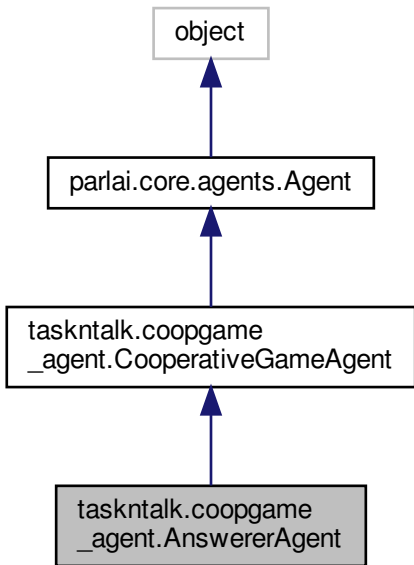 object
parlai.core.agents.Agent
taskntalk.coopgame
_agent.CooperativeGameAgent
taskntalk.coopgame
_agent.AnswererAgent